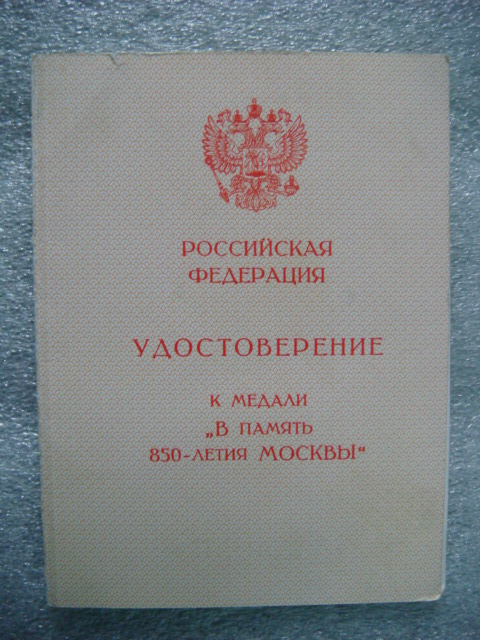 РОССИЙСКАЯ
ФЕДЕРАЦИЯ
УДОСТОВЕРЕНИЕ
К МЕДАЛИ
„В ПАМЯТЬ
850-ЛЕТИЯ МОСКВЫ“